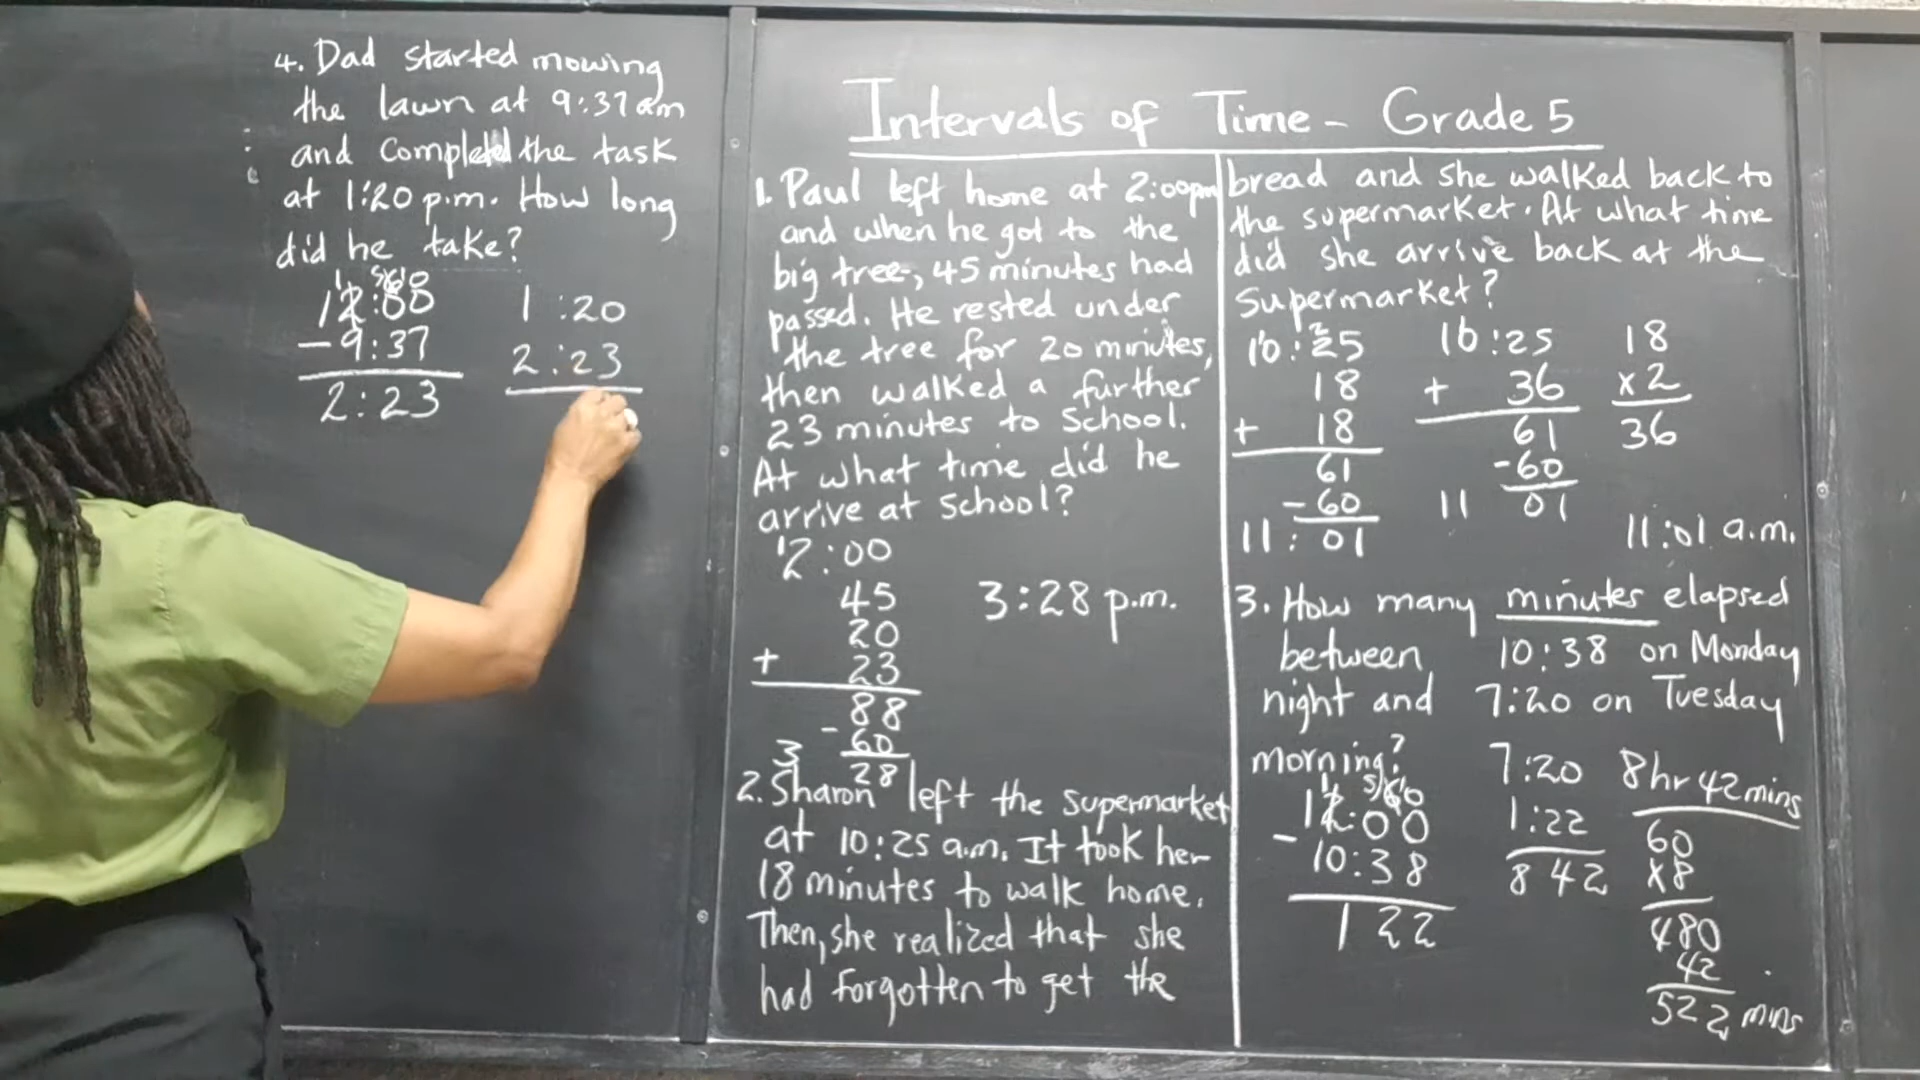 4. Dad started mowing
the lawn at 9:37 am
and Completed the task
at 1:20 p.m. How long
did he take?
12:00
- 9:37
2:23
1:20
2:23
Intervals of Time - Grade 5
1. Paul left home at 2:00pm
and when he got to the
big tree, 45 minutes had
passed. He rested under
the tree for 20 minutes,
then walked a further
23 minutes to School.
At what time did he
arrive at School?
2:00
45
20
+ 23
88
- 60
3 28
3:28 p.m.
2. Sharon left the supermarket
at 10:25 a.m. It took her
18 minutes to walk home.
Then, she realized that she
had forgotten to get the
bread and she walked back to
the supermarket. At what time
did she arrive back at the
Supermarket?
10:25
18
+ 18
61
- 60
11:01
10:25
+ 36
61
- 60
11 01
18
x2
36
11:01 a.m.
3. How many minutes elapsed
between 10:38 on Monday
night and 7:20 on Tuesday
morning?
12:00
- 10:38
1 22
7:20
1:22
8 42
8hr 42 mins
60
x8
480
42
522 mins